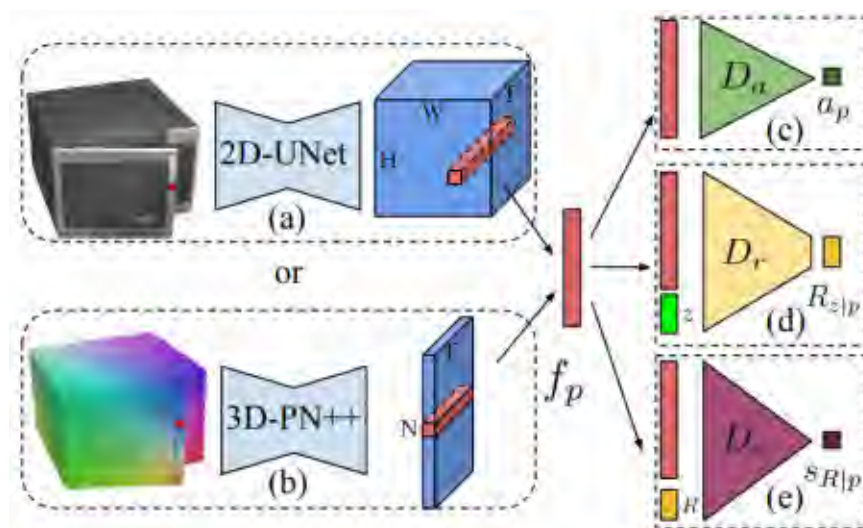 2D-UNet
W
T
H
(a)
or
3D-PN++
T
N
(b)
f_p
D_a
a_p
(c)
D_r
z
R_{z|p}
(d)
R
s_{R|p}
(e)